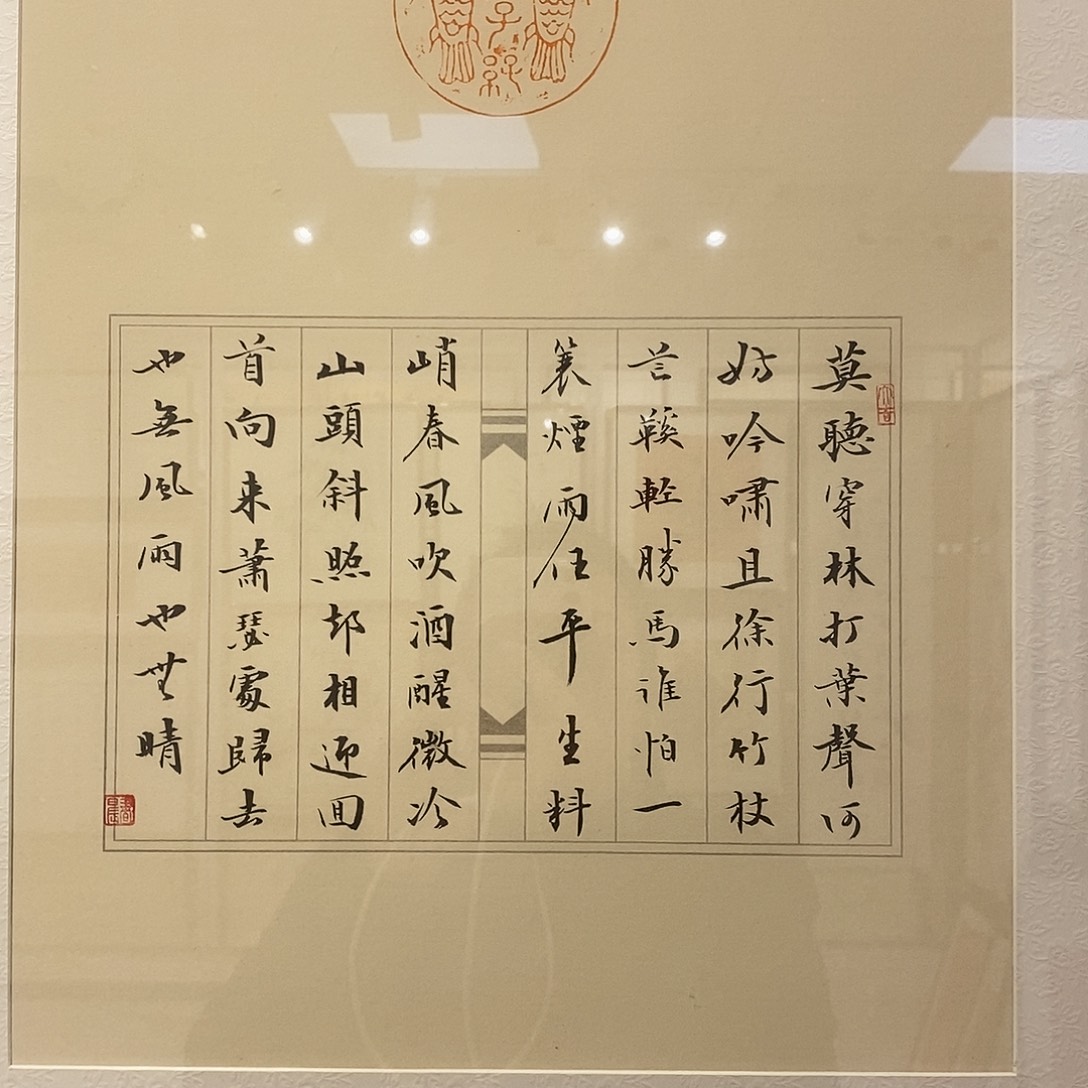 莫聽穿林打葉聲何
妨吟嘯且徐行竹杖
芒鞵輕勝馬誰怕一
簑煙雨任平生料
峭春風吹酒醒微冷
山頭斜照却相迎回
首向来蕭瑟處歸去
也無風雨也無晴